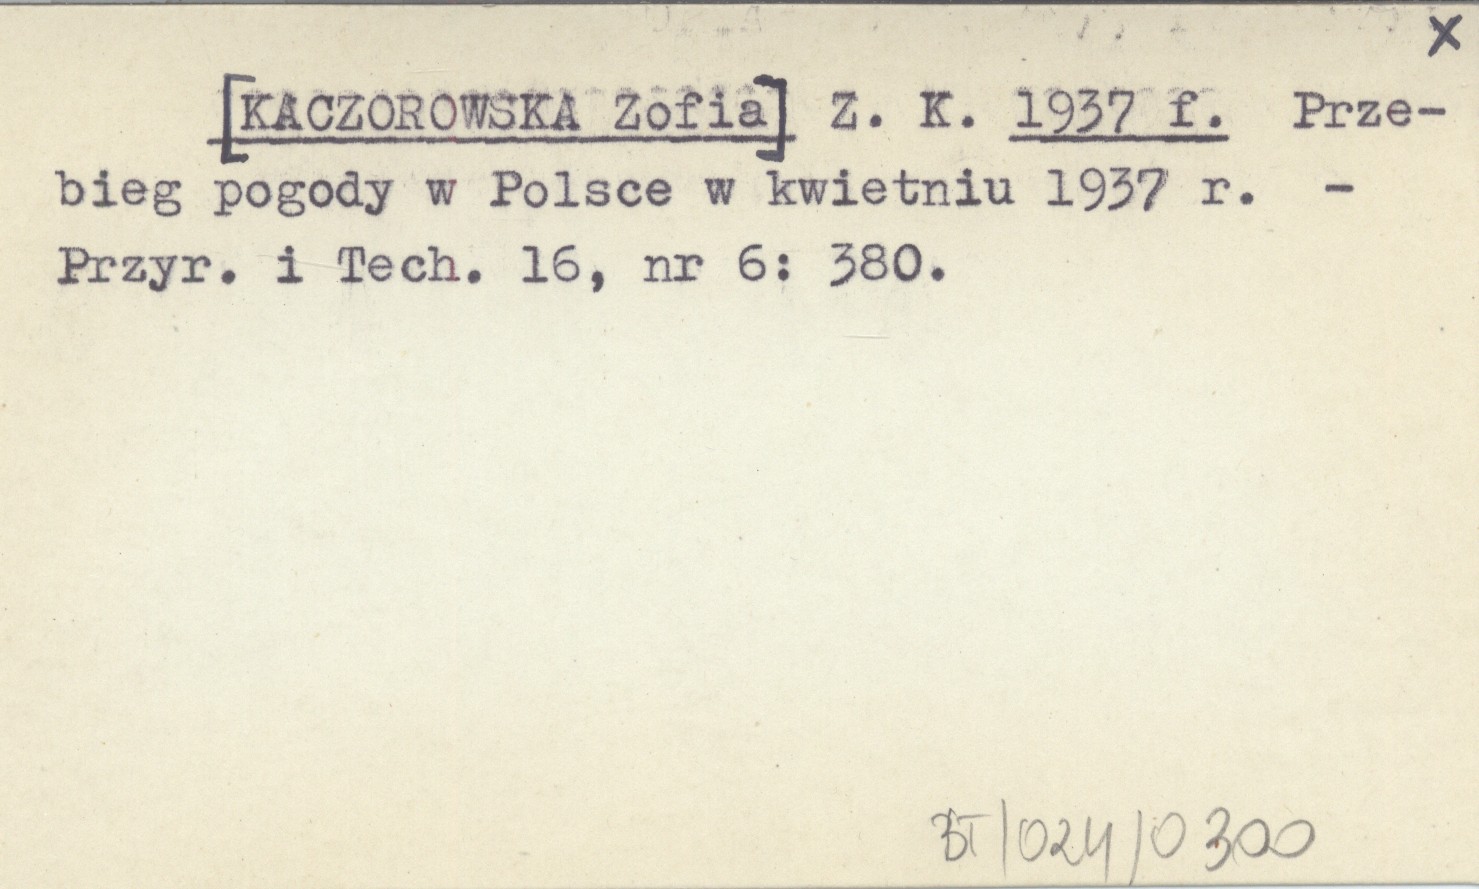 x
[KACZOROWSKA Zofia] Z. K. 1937 f. Prze-
bieg pogody w Polsce w kwietniu 1937 r. -
Przyr. i Tech. 16, nr 6: 380.
BT/024/0300